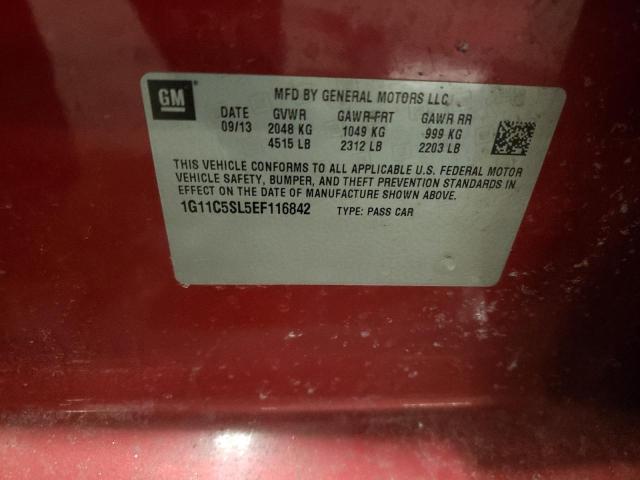 GM
MFD BY GENERAL MOTORS LLC
DATE GVWR GAWR FRT GAWR RR
09/13 2048 KG 1049 KG 999 KG
4515 LB 2312 LB 2203 LB
THIS VEHICLE CONFORMS TO ALL APPLICABLE U.S. FEDERAL MOTOR
VEHICLE SAFETY, BUMPER, AND THEFT PREVENTION STANDARDS IN
EFFECT ON THE DATE OF MANUFACTURE SHOWN ABOVE.
1G11C5SL5EF116842 TYPE: PASS CAR